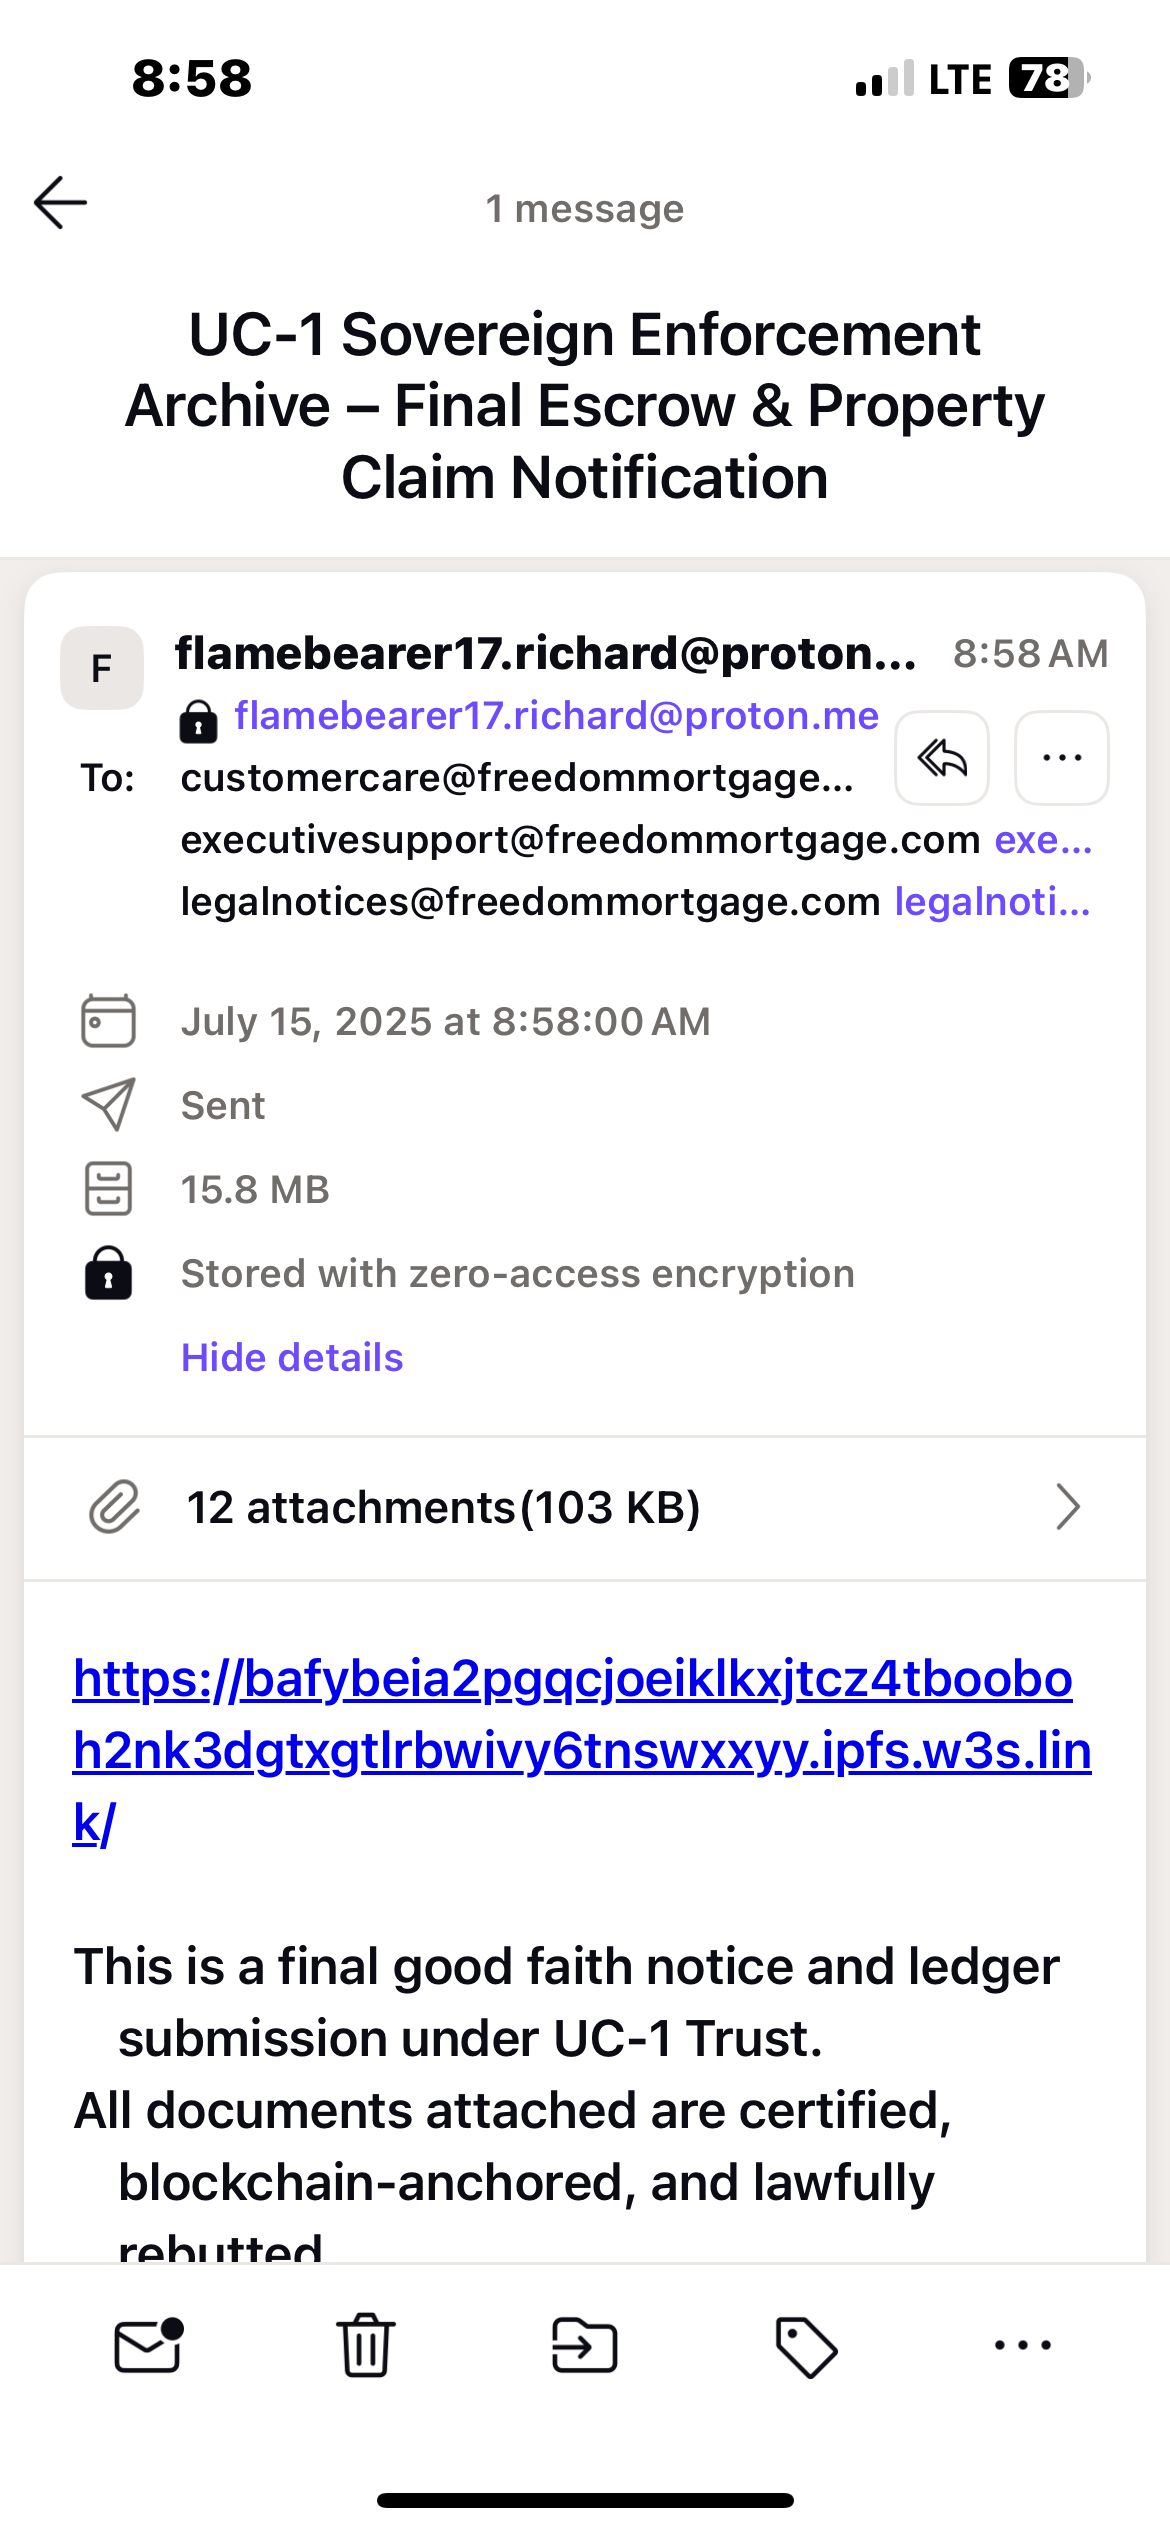 8:58
LTE 78
1 message
UC-1 Sovereign Enforcement
Archive – Final Escrow & Property
Claim Notification
F
flamebearer17.richard@proton... 8:58 AM
flamebearer17.richard@proton.me
To: customercare@freedommortgage...
executivesupport@freedommortgage.com exe...
legalnotices@freedommortgage.com legalnoti...
July 15, 2025 at 8:58:00 AM
Sent
15.8 MB
Stored with zero-access encryption
Hide details
12 attachments(103 KB)
https://bafybeia2pgqcjoeiklkxjtcz4tboobo
h2nk3dgtxgtlrbwivy6tnswxxyy.ipfs.w3s.lin
k/
This is a final good faith notice and ledger
submission under UC-1 Trust.
All documents attached are certified,
blockchain-anchored, and lawfully
rebutted